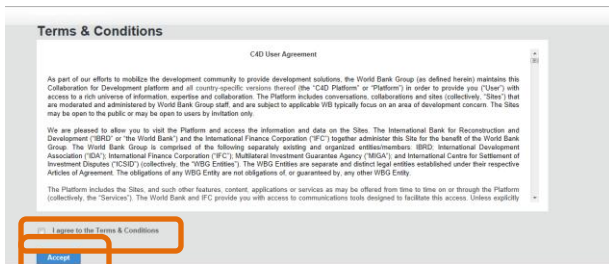 Terms & Conditions
C4D User Agreement
As part of our efforts to mobilize the development community to provide development solutions, the World Bank Group (as defined herein) maintains this
Collaboration for Development platform and all country-specific versions thereof (the "C4D Platform" or "Platform") in order to provide you ("User") with
access to a rich universe of information, expertise and collaboration. The Platform includes conversations, collaborations and sites (collectively, "Sites") that
are moderated and administered by World Bank Group staff, and are subject to applicable WB typically focus on an area of development concern. The Sites
may be open to the public or may be open to users by invitation only.
We are pleased to allow you to visit the Platform and access the information and data on the Sites. The International Bank for Reconstruction and
Development ("IBRD" or "the World Bank") and the International Finance Corporation ("IFC") together administer this Site for the benefit of the World Bank
Group. The World Bank Group is comprised of the following separately existing and organized entities/members: IBRD; International Development
Association ("IDA"); International Finance Corporation ("IFC"); Multilateral Investment Guarantee Agency ("MIGA"); and International Centre for Settlement of
Investment Disputes ("ICSID") (collectively, the "WBG Entities"). The WBG Entities are separate and distinct legal entities established under their respective
Articles of Agreement. The obligations of any WBG Entity are not obligations of, or guaranteed by, any other WBG Entity.
The Platform includes the Sites, and such other features, content, applications or services as may be offered from time to time on or through the Platform
(collectively, the "Services"). The World Bank and IFC provide you with access to communications tools designed to facilitate this access. Unless explicitly
I agree to the Terms & Conditions
Accept